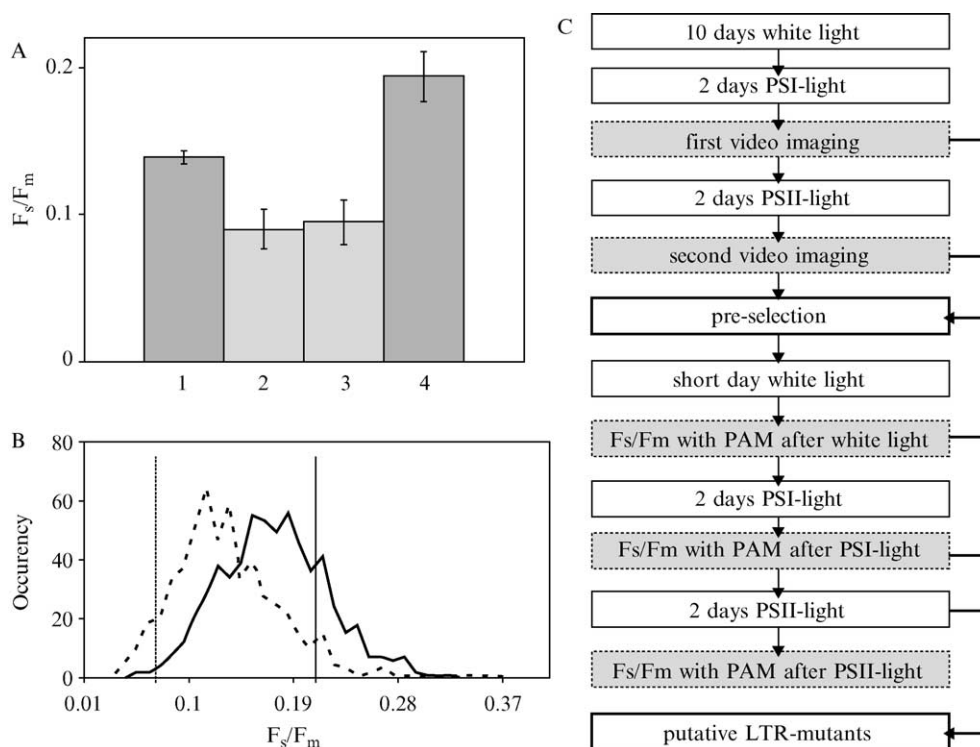 A
F_s/F_m
0.2
0.1
0
1 2 3 4
B
Occurency
80
60
40
20
0
0.01 0.1 0.19 0.28 0.37
F_s/F_m
C
10 days white light
2 days PSI-light
first video imaging
2 days PSII-light
second video imaging
pre-selection
short day white light
Fs/Fm with PAM after white light
2 days PSI-light
Fs/Fm with PAM after PSI-light
2 days PSII-light
Fs/Fm with PAM after PSII-light
putative LTR-mutants